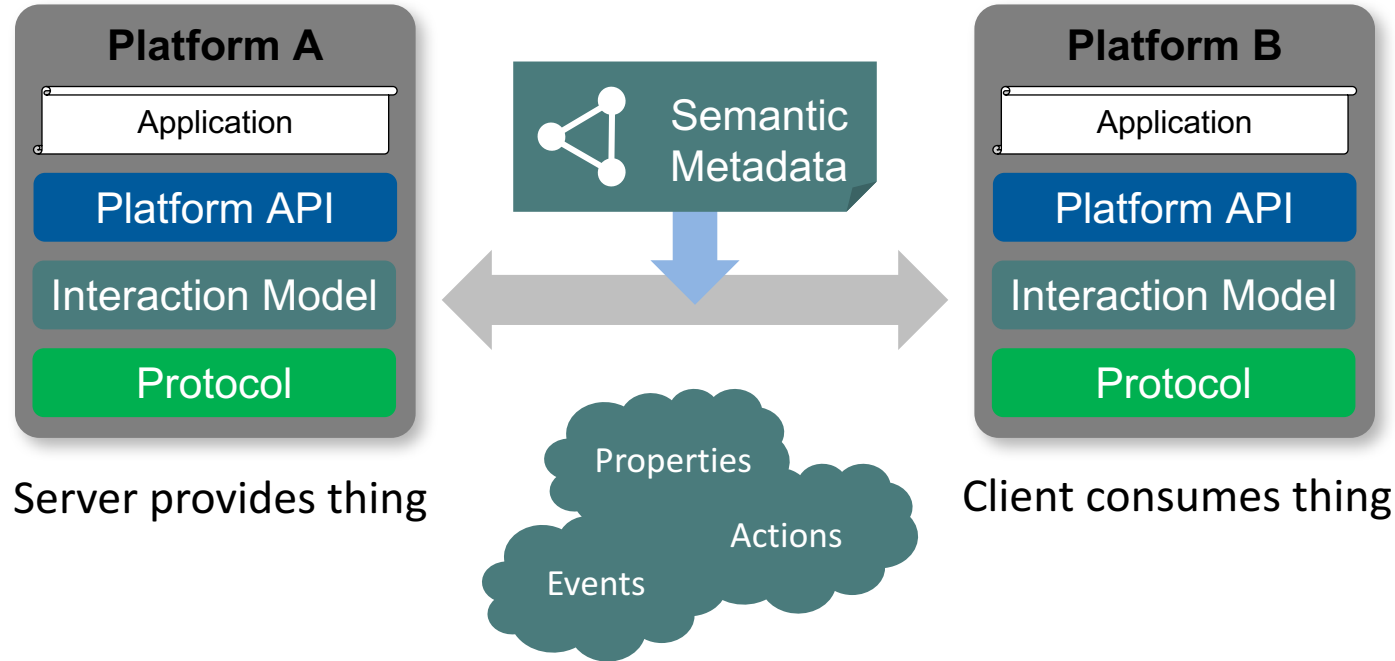 Platform A
Application
Platform API
Interaction Model
Protocol
Server provides thing
Semantic
Metadata
Properties
Actions
Events
Platform B
Application
Platform API
Interaction Model
Protocol
Client consumes thing